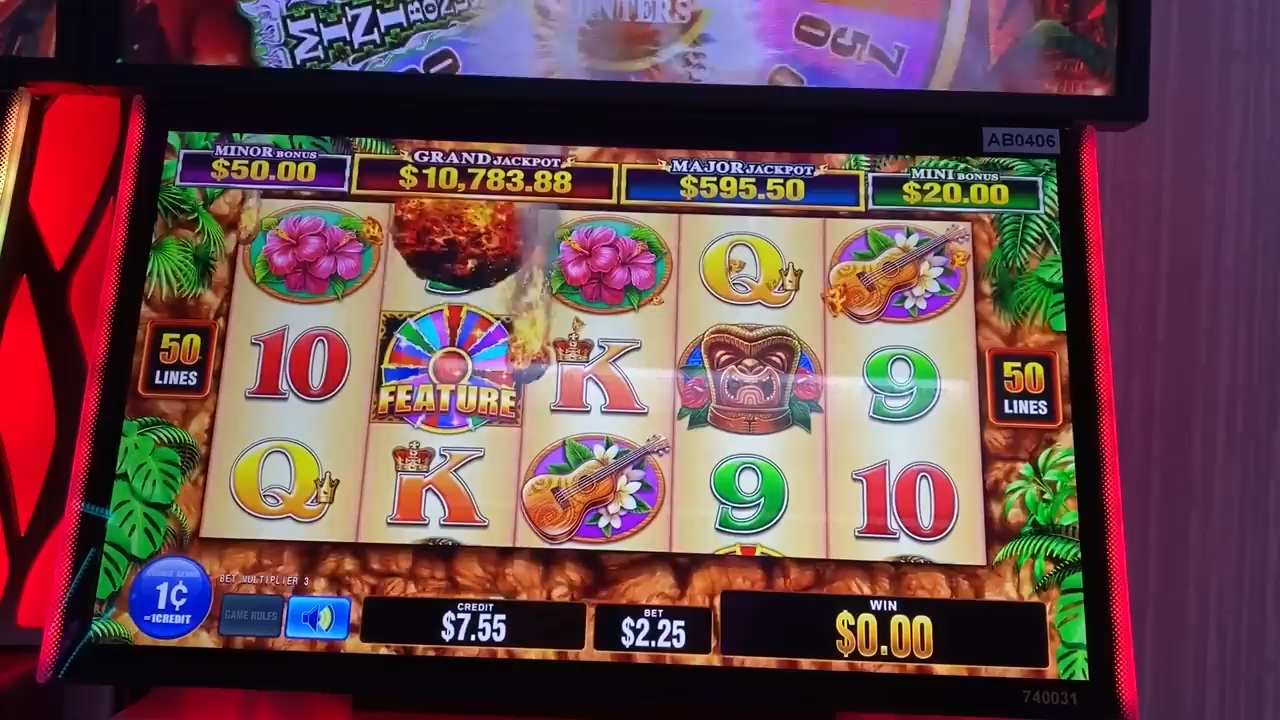 HUNTERS
750
AB0406
MINOR BONUS
$50.00
GRAND JACKPOT
$10,783.88
MAJOR JACKPOT
$595.50
MINI BONUS
$20.00
Q
50
LINES
10
FEATURE
K
9
50
LINES
Q
K
9
10
1¢
=1CREDIT
BET MULTIPLIER 3
GAME RULES
CREDIT
$7.55
BET
$2.25
WIN
$0.00
740031